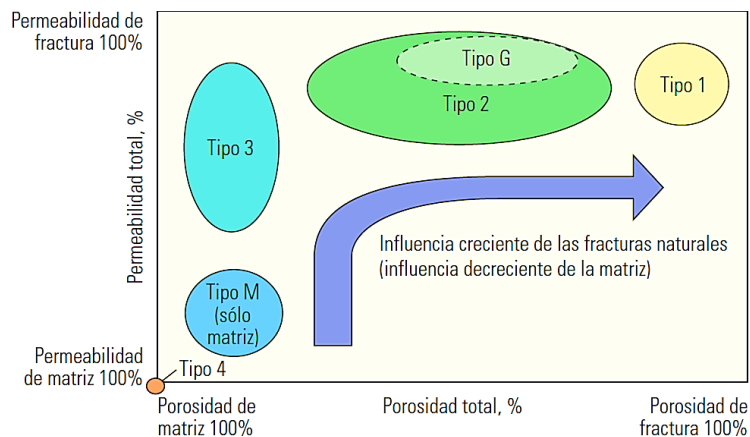 Permeabilidad de
fractura 100%
Tipo G
Tipo 2
Tipo 1
Tipo 3
Permeabilidad total, %
Influencia creciente de las fracturas naturales
(influencia decreciente de la matriz)
Tipo M
(sólo
matriz)
Permeabilidad
de matriz 100%
Tipo 4
Porosidad de
matriz 100%
Porosidad total, %
Porosidad de
fractura 100%